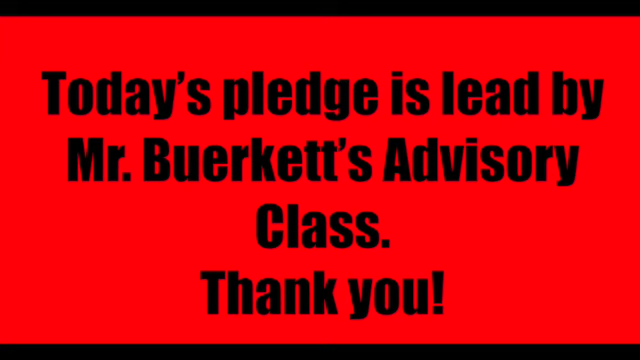 Today’s pledge is lead by
Mr. Buerkett’s Advisory
Class.
Thank you!